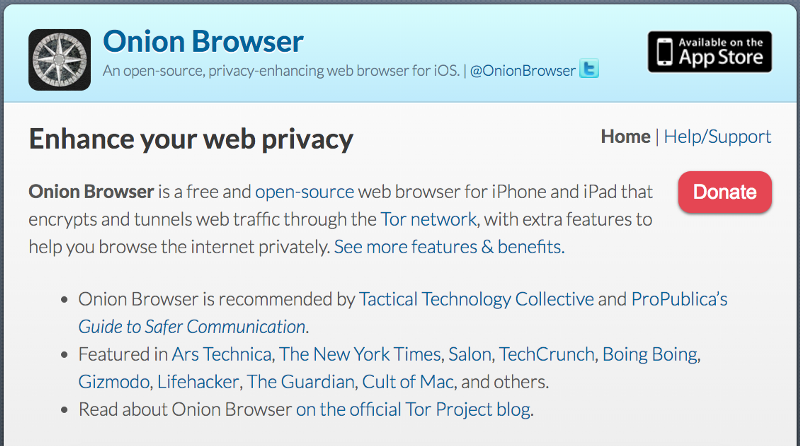 Onion Browser
An open-source, privacy-enhancing web browser for iOS. | @OnionBrowser
Available on the
App Store
Enhance your web privacy
Home | Help/Support
Onion Browser is a free and open-source web browser for iPhone and iPad that
encrypts and tunnels web traffic through the Tor network, with extra features to
help you browse the internet privately. See more features & benefits.
Donate
• Onion Browser is recommended by Tactical Technology Collective and ProPublica’s
Guide to Safer Communication.
• Featured in Ars Technica, The New York Times, Salon, TechCrunch, Boing Boing,
Gizmodo, Lifehacker, The Guardian, Cult of Mac, and others.
• Read about Onion Browser on the official Tor Project blog.